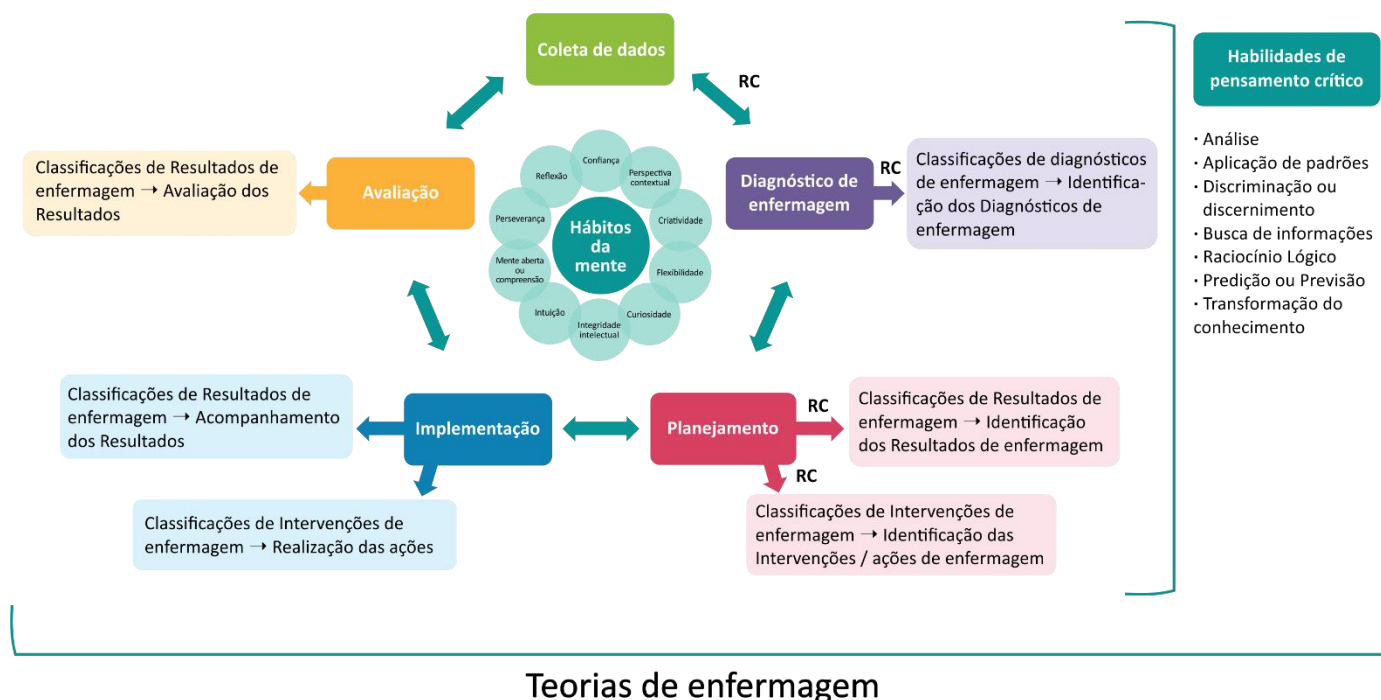 Coleta de dados
RC
Habilidades de
pensamento crítico
· Análise
· Aplicação de padrões
· Discriminação ou
discernimento
· Busca de informações
· Raciocínio Lógico
· Predição ou Previsão
· Transformação do
conhecimento
Classificações de Resultados de
enfermagem → Avaliação dos
Resultados
Avaliação
Confiança
Perspectiva
contextual
Criatividade
Flexibilidade
Curiosidade
Integridade
intelectual
Intuição
Mente aberta
ou
compreensão
Perseverança
Reflexão
Hábitos
da
mente
Diagnóstico de
enfermagem
RC
Classificações de diagnósticos
de enfermagem → Identifica-
ção dos Diagnósticos de
enfermagem
Classificações de Resultados de
enfermagem → Acompanhamento
dos Resultados
Implementação
Planejamento
RC
Classificações de Resultados de
enfermagem → Identificação
dos Resultados de enfermagem
RC
Classificações de Intervenções de
enfermagem → Realização das ações
Classificações de Intervenções de
enfermagem → Identificação das
Intervenções / ações de enfermagem
Teorias de enfermagem